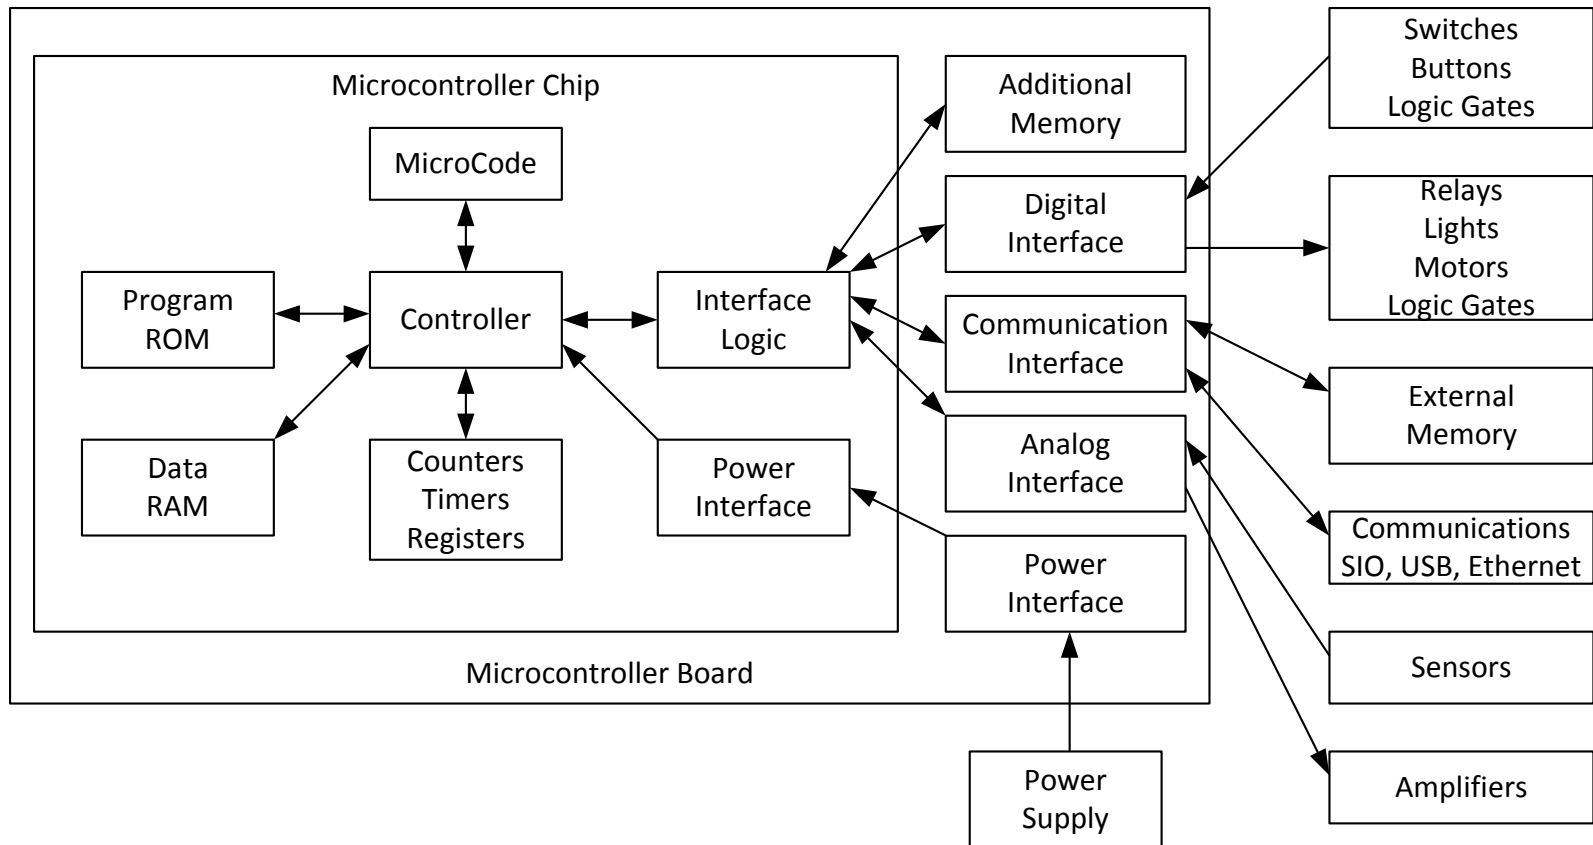 Microcontroller Chip
MicroCode
Program
ROM
Controller
Interface
Logic
Data
RAM
Counters
Timers
Registers
Power
Interface
Microcontroller Board
Additional
Memory
Digital
Interface
Communication
Interface
Analog
Interface
Power
Interface
Power
Supply
Switches
Buttons
Logic Gates
Relays
Lights
Motors
Logic Gates
External
Memory
Communications
SIO, USB, Ethernet
Sensors
Amplifiers